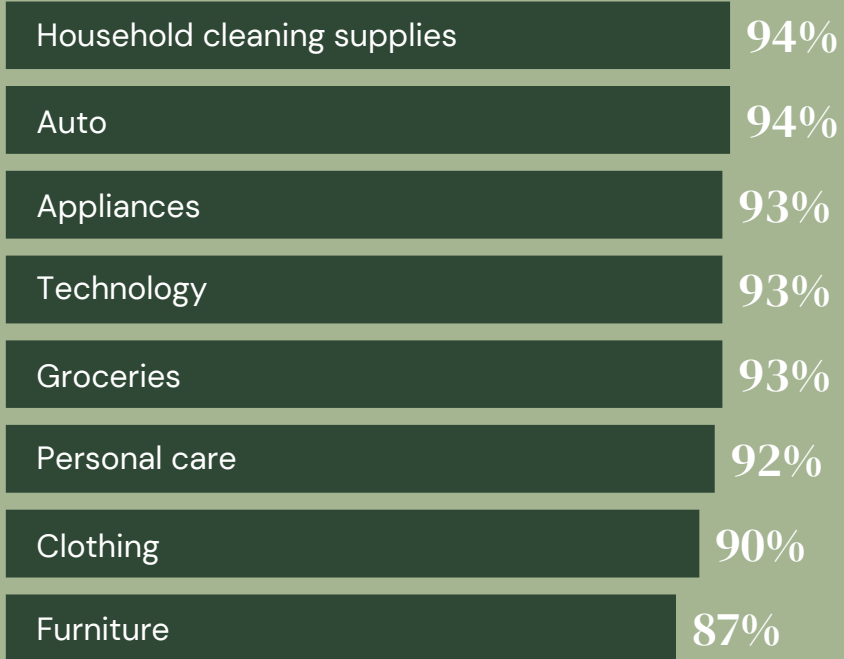 Household cleaning supplies 94%
Auto 94%
Appliances 93%
Technology 93%
Groceries 93%
Personal care 92%
Clothing 90%
Furniture 87%